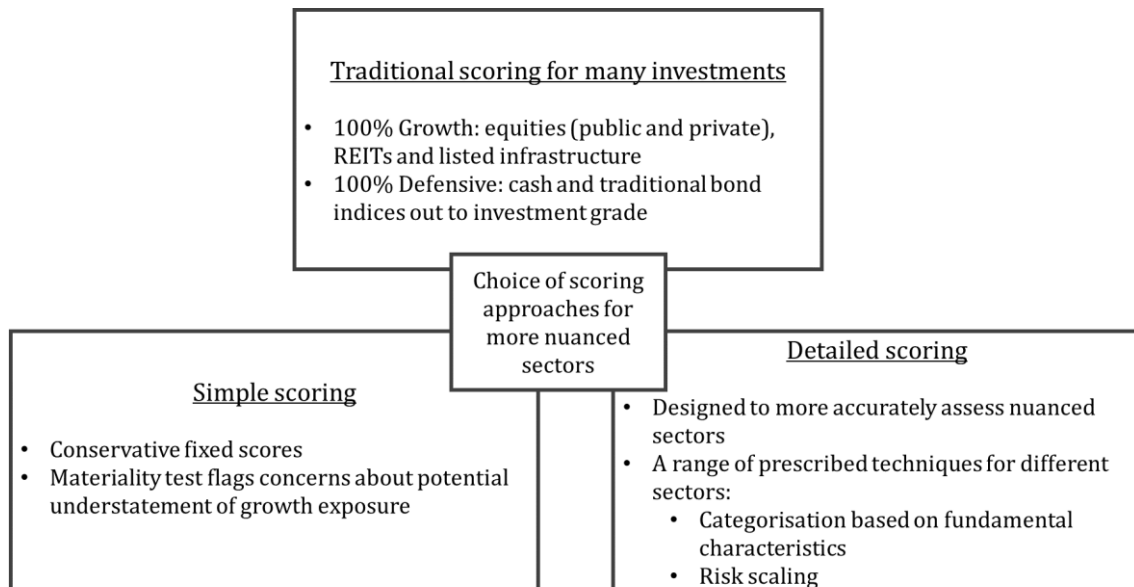 Traditional scoring for many investments
• 100% Growth: equities (public and private),
REITs and listed infrastructure
• 100% Defensive: cash and traditional bond
indices out to investment grade
Choice of scoring
approaches for
more nuanced
sectors
Simple scoring
• Conservative fixed scores
• Materiality test flags concerns about potential
understatement of growth exposure
Detailed scoring
• Designed to more accurately assess nuanced
sectors
• A range of prescribed techniques for different
sectors:
• Categorisation based on fundamental
characteristics
• Risk scaling